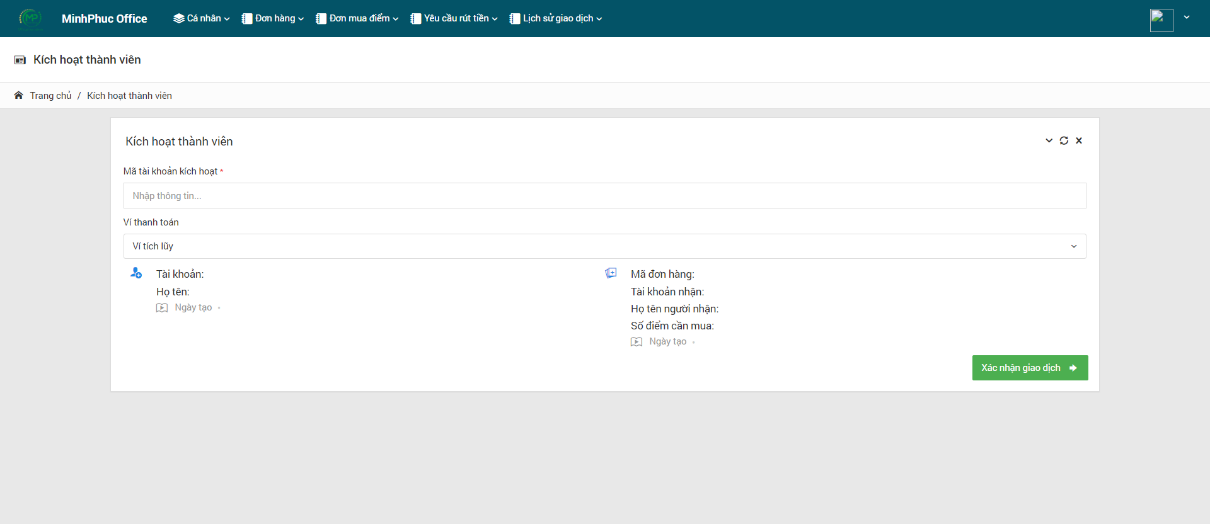 MP
MinhPhuc Office
Cá nhân
Đơn hàng
Đơn mua điểm
Yêu cầu rút tiền
Lịch sử giao dịch
Kích hoạt thành viên
Trang chủ / Kích hoạt thành viên
Kích hoạt thành viên
Mã tài khoản kích hoạt *
Nhập thông tin...
Ví thanh toán
Ví tích lũy
Tài khoản:
Họ tên:
Ngày tạo -
Mã đơn hàng:
Tài khoản nhận:
Họ tên người nhận:
Số điểm cần mua:
Ngày tạo -
Xác nhận giao dịch